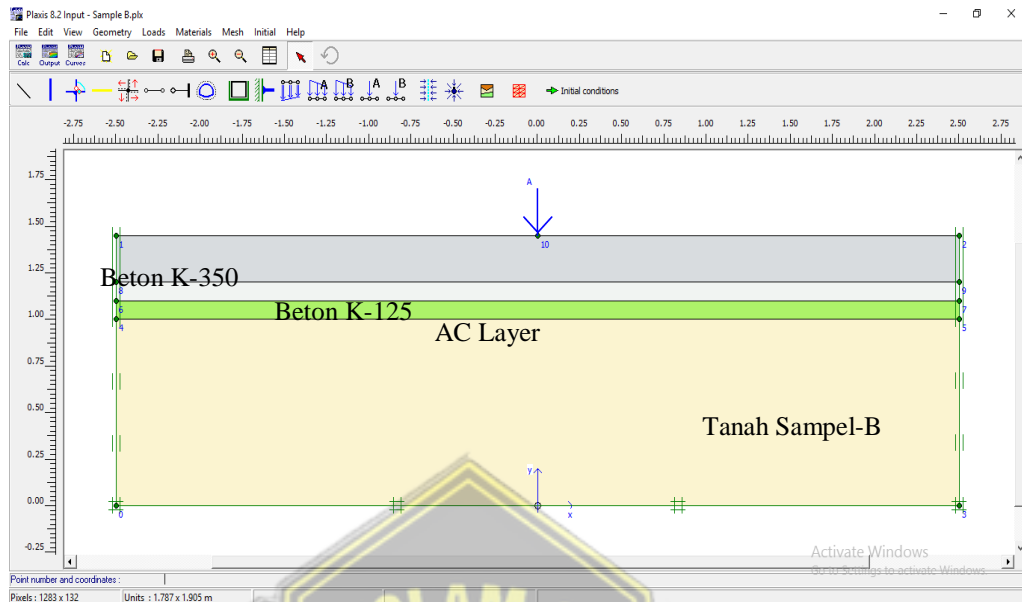 Plaxis 8.2 Input - Sample B.plx
File Edit View Geometry Loads Materials Mesh Initial Help
Calc Output Curves
A B A B Initial conditions
-2.75 -2.50 -2.25 -2.00 -1.75 -1.50 -1.25 -1.00 -0.75 -0.50 -0.25 0.00 0.25 0.50 0.75 1.00 1.25 1.50 1.75 2.00 2.25 2.50 2.75
1.75
A
1.50
1 10 2
1.25
Beton K-350
8 9
Beton K-125
6 7
1.00
4 5
AC Layer
0.75
0.50
Tanah Sampel-B
0.25
y
0.00
0 x 3
-0.25
Activate Windows
Go to Settings to activate Windows.
Point number and coordinates :
Pixels : 1283 x 132 Units : 1.787 x 1.905 m